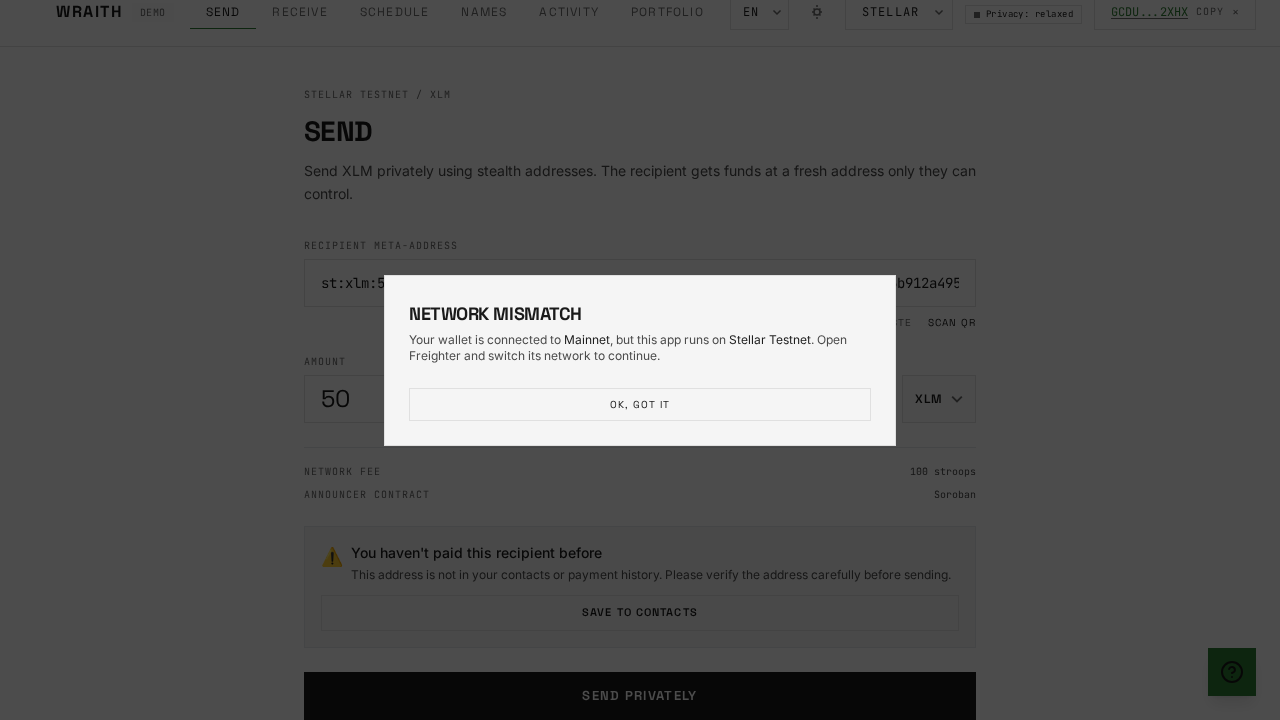 WRAITH DEMO SEND RECEIVE SCHEDULE NAMES ACTIVITY PORTFOLIO EN STELLAR Privacy: relaxed GCDU...2XHX COPY ×
STELLAR TESTNET / XLM
SEND
Send XLM privately using stealth addresses. The recipient gets funds at a fresh address only they can
control.
RECIPIENT META-ADDRESS
st:xlm:5 b912a495
SCAN QR
NETWORK MISMATCH
Your wallet is connected to Mainnet, but this app runs on Stellar Testnet. Open
Freighter and switch its network to continue.
OK, GOT IT
AMOUNT
50 XLM
NETWORK FEE 100 stroops
ANNOUNCER CONTRACT Soroban
You haven't paid this recipient before
This address is not in your contacts or payment history. Please verify the address carefully before sending.
SAVE TO CONTACTS
SEND PRIVATELY